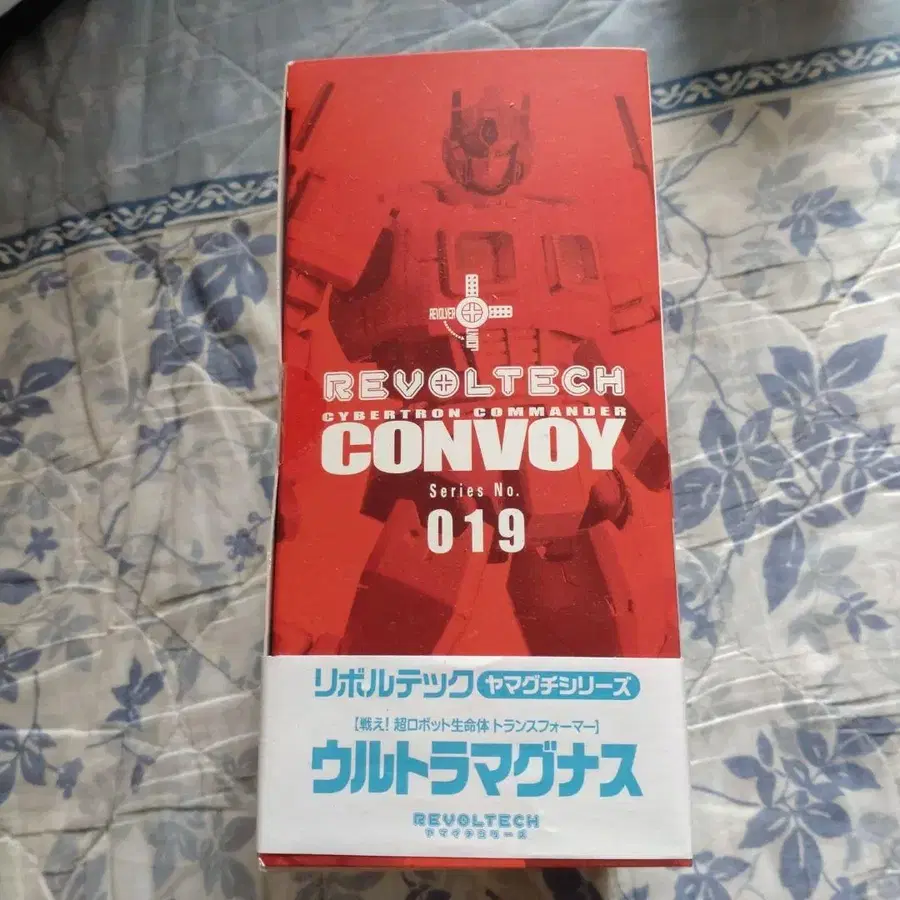 REVOLVER
JOINT
REVOLTECH
CYBERTRON COMMANDER
CONVOY
Series No.
019
リボルテック ヤマグチシリーズ
【戦え！超ロボット生命体 トランスフォーマー】
ウルトラマグナス
REVOLTECH
ヤマグチシリーズ